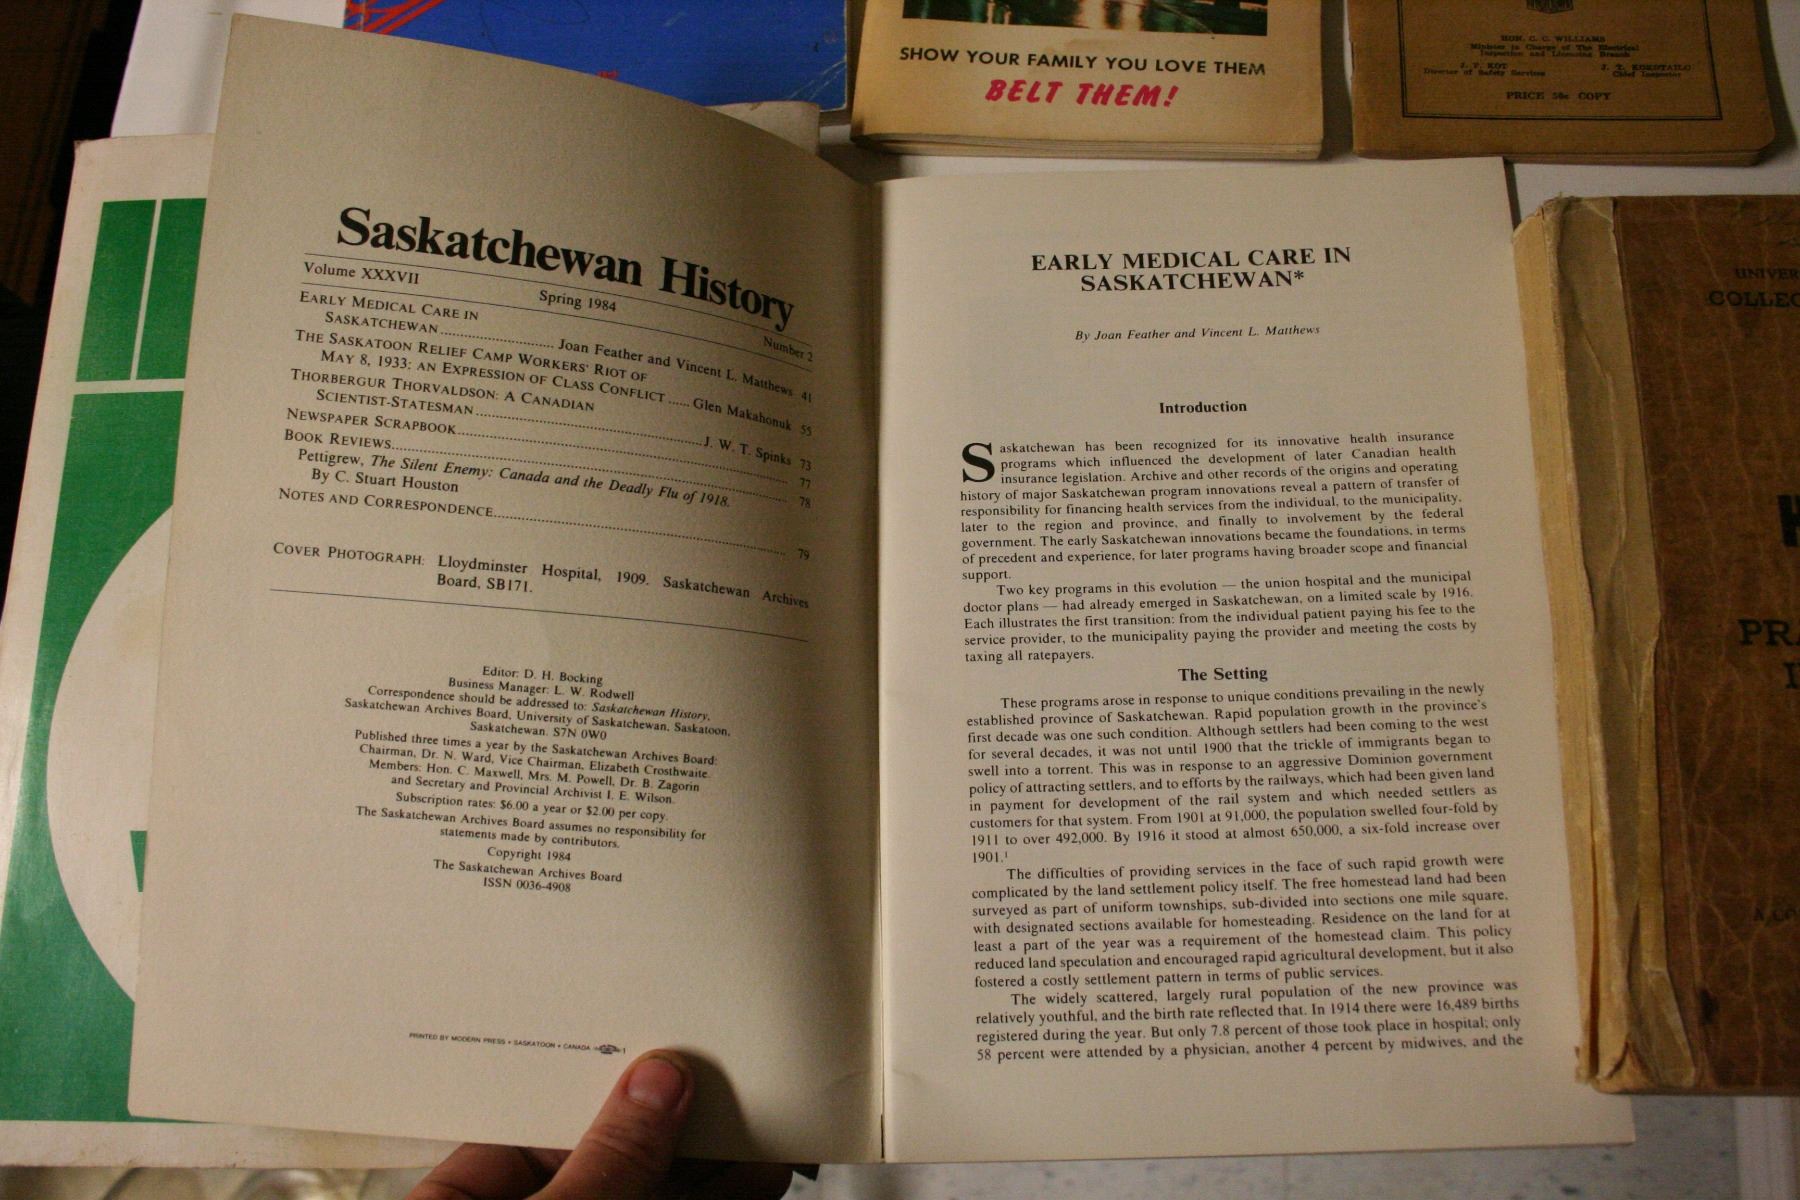 SHOW YOUR FAMILY YOU LOVE THEM
BELT THEM!
HON. C. C. WILLIAMS
Minister in Charge of The Electrical
Inspection and Licensing Branch
J. F. KOT
Director of Safety Services
J. T. KOKOTAILO
Chief Inspector
PRICE 50c COPY
Saskatchewan History
Volume XXXVII
Spring 1984
Number 2
EARLY MEDICAL CARE IN
SASKATCHEWAN.......................... Joan Feather and Vincent L. Matthews 41
THE SASKATOON RELIEF CAMP WORKERS' RIOT OF
MAY 8, 1933: AN EXPRESSION OF CLASS CONFLICT ...... Glen Makahonuk 55
THORBERGUR THORVALDSON: A CANADIAN
SCIENTIST-STATESMAN..................................................J. W. T. Spinks 73
NEWSPAPER SCRAPBOOK.................................................................. 77
BOOK REVIEWS............................................................................. 78
Pettigrew, The Silent Enemy: Canada and the Deadly Flu of 1918.
By C. Stuart Houston
NOTES AND CORRESPONDENCE............................................................... 79
COVER PHOTOGRAPH: Lloydminster Hospital, 1909. Saskatchewan Archives
Board, SB171.
Editor: D. H. Bocking
Business Manager: L. W. Rodwell
Correspondence should be addressed to: Saskatchewan History,
Saskatchewan Archives Board, University of Saskatchewan, Saskatoon,
Saskatchewan. S7N 0W0
Published three times a year by the Saskatchewan Archives Board:
Chairman, Dr. N. Ward, Vice Chairman, Elizabeth Crosthwaite.
Members: Hon. C. Maxwell, Mrs. M. Powell, Dr. B. Zagorin
and Secretary and Provincial Archivist I. E. Wilson.
Subscription rates: $6.00 a year or $2.00 per copy.
The Saskatchewan Archives Board assumes no responsibility for
statements made by contributors.
Copyright 1984
The Saskatchewan Archives Board
ISSN 0036-4908
PRINTED BY MODERN PRESS • SASKATOON • CANADA
EARLY MEDICAL CARE IN
SASKATCHEWAN*
By Joan Feather and Vincent L. Matthews
Introduction
Saskatchewan has been recognized for its innovative health insurance
programs which influenced the development of later Canadian health
insurance legislation. Archive and other records of the origins and operating
history of major Saskatchewan program innovations reveal a pattern of transfer of
responsibility for financing health services from the individual, to the municipality,
later to the region and province, and finally to involvement by the federal
government. The early Saskatchewan innovations became the foundations, in terms
of precedent and experience, for later programs having broader scope and financial
support.
Two key programs in this evolution — the union hospital and the municipal
doctor plans — had already emerged in Saskatchewan, on a limited scale by 1916.
Each illustrates the first transition: from the individual patient paying his fee to the
service provider, to the municipality paying the provider and meeting the costs by
taxing all ratepayers.
The Setting
These programs arose in response to unique conditions prevailing in the newly
established province of Saskatchewan. Rapid population growth in the province's
first decade was one such condition. Although settlers had been coming to the west
for several decades, it was not until 1900 that the trickle of immigrants began to
swell into a torrent. This was in response to an aggressive Dominion government
policy of attracting settlers, and to efforts by the railways, which had been given land
in payment for development of the rail system and which needed settlers as
customers for that system. From 1901 at 91,000, the population swelled four-fold by
1911 to over 492,000. By 1916 it stood at almost 650,000, a six-fold increase over
1901.¹
The difficulties of providing services in the face of such rapid growth were
complicated by the land settlement policy itself. The free homestead land had been
surveyed as part of uniform townships, sub-divided into sections one mile square,
with designated sections available for homesteading. Residence on the land for at
least a part of the year was a requirement of the homestead claim. This policy
reduced land speculation and encouraged rapid agricultural development, but it also
fostered a costly settlement pattern in terms of public services.
The widely scattered, largely rural population of the new province was
relatively youthful, and the birth rate reflected that. In 1914 there were 16,489 births
registered during the year. But only 7.8 percent of those took place in hospital; only
58 percent were attended by a physician, another 4 percent by midwives, and the
UNIVER
COLLEC
PRA